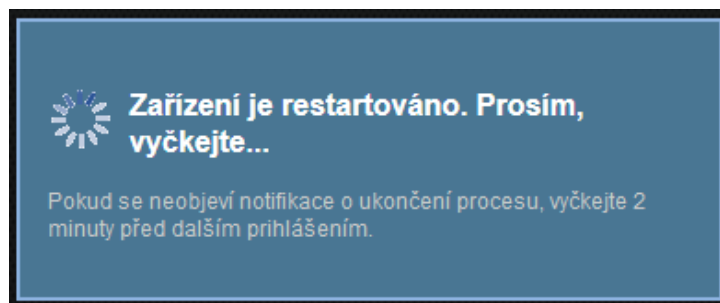 Zařízení je restartováno. Prosím,
vyčkejte...
Pokud se neobjeví notifikace o ukončení procesu, vyčkejte 2
minuty před dalším prihlášením.